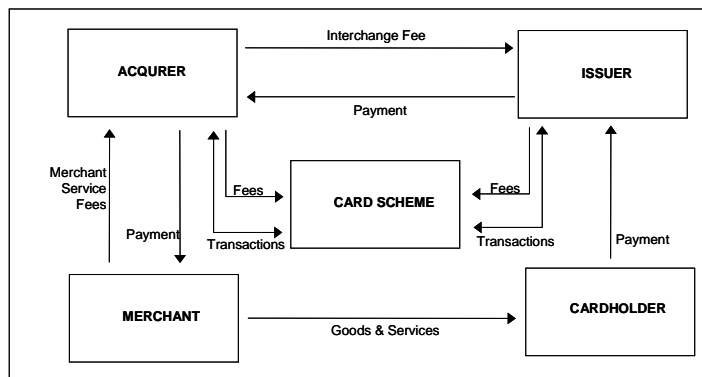 Interchange Fee
ACQURER
ISSUER
Payment
Merchant
Service
Fees
Fees
Fees
CARD SCHEME
Payment
Transactions
Transactions
Payment
MERCHANT
CARDHOLDER
Goods & Services